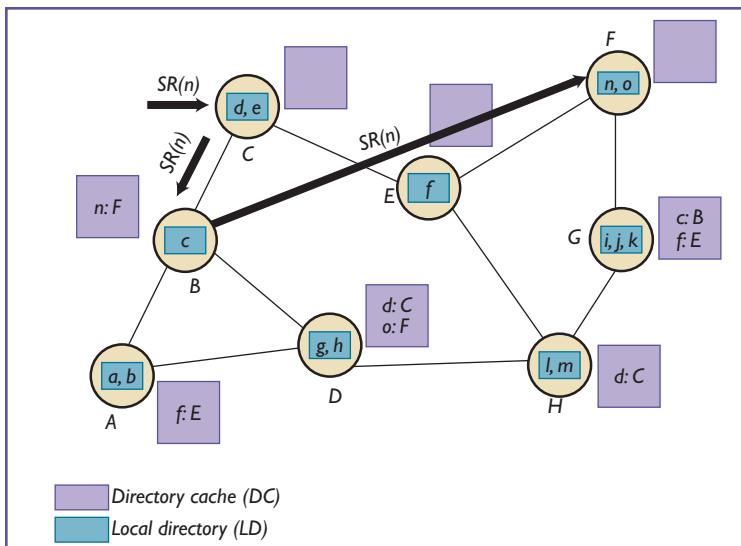 F
SR(n)
d, e
n, o
SR(n)
SR(n)
C
E
f
n: F
c
B
G
i, j, k
c: B
f: E
d: C
o: F
g, h
D
a, b
A
f: E
l, m
H
d: C
Directory cache (DC)
Local directory (LD)